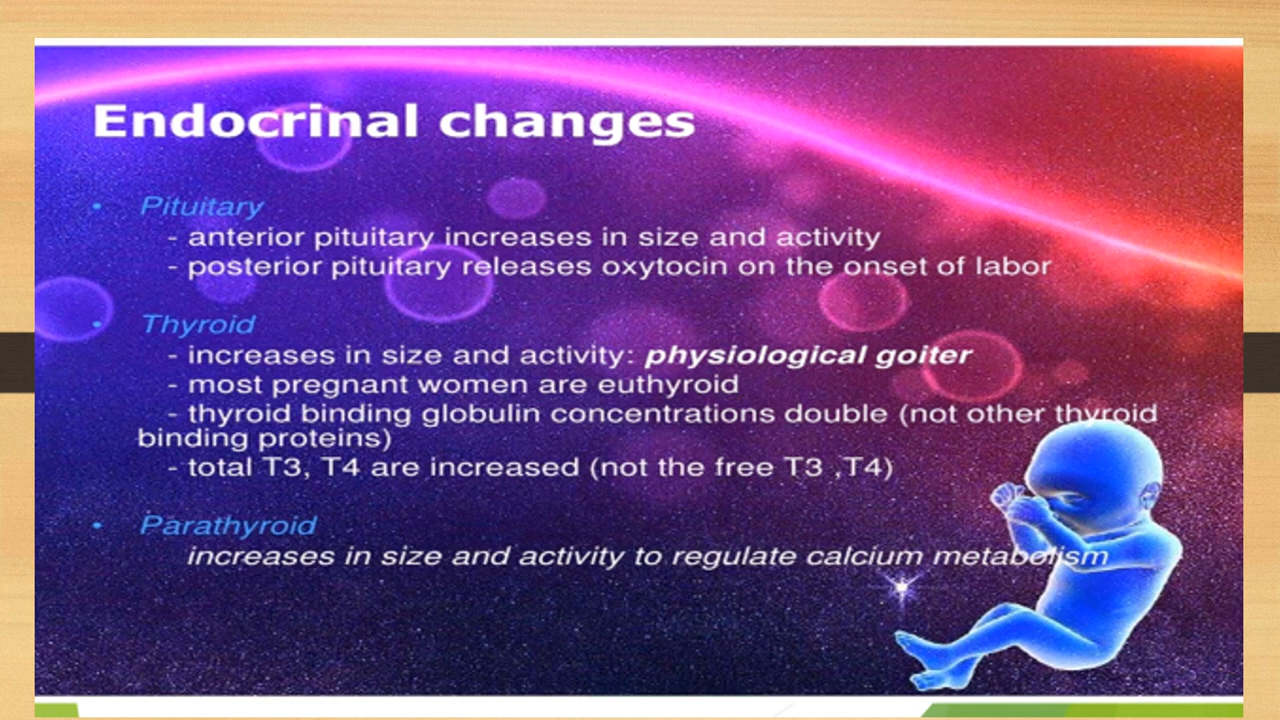 Endocrinal changes
• Pituitary
- anterior pituitary increases in size and activity
- posterior pituitary releases oxytocin on the onset of labor
• Thyroid
- increases in size and activity: physiological goiter
- most pregnant women are euthyroid
- thyroid binding globulin concentrations double (not other thyroid
binding proteins)
- total T3, T4 are increased (not the free T3 ,T4)
• Parathyroid
increases in size and activity to regulate calcium metabolism